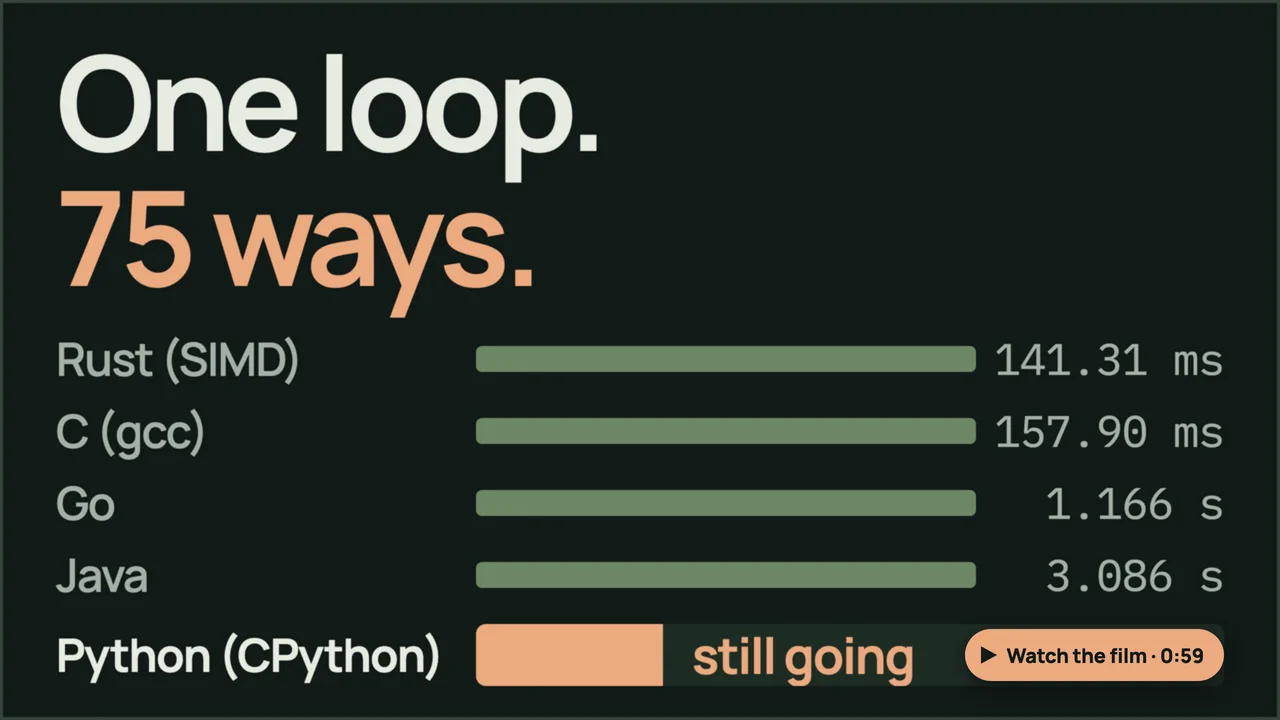 One loop.
75 ways.
Rust (SIMD) 141.31 ms
C (gcc) 157.90 ms
Go 1.166 s
Java 3.086 s
Python (CPython) still going
▶ Watch the film · 0:59